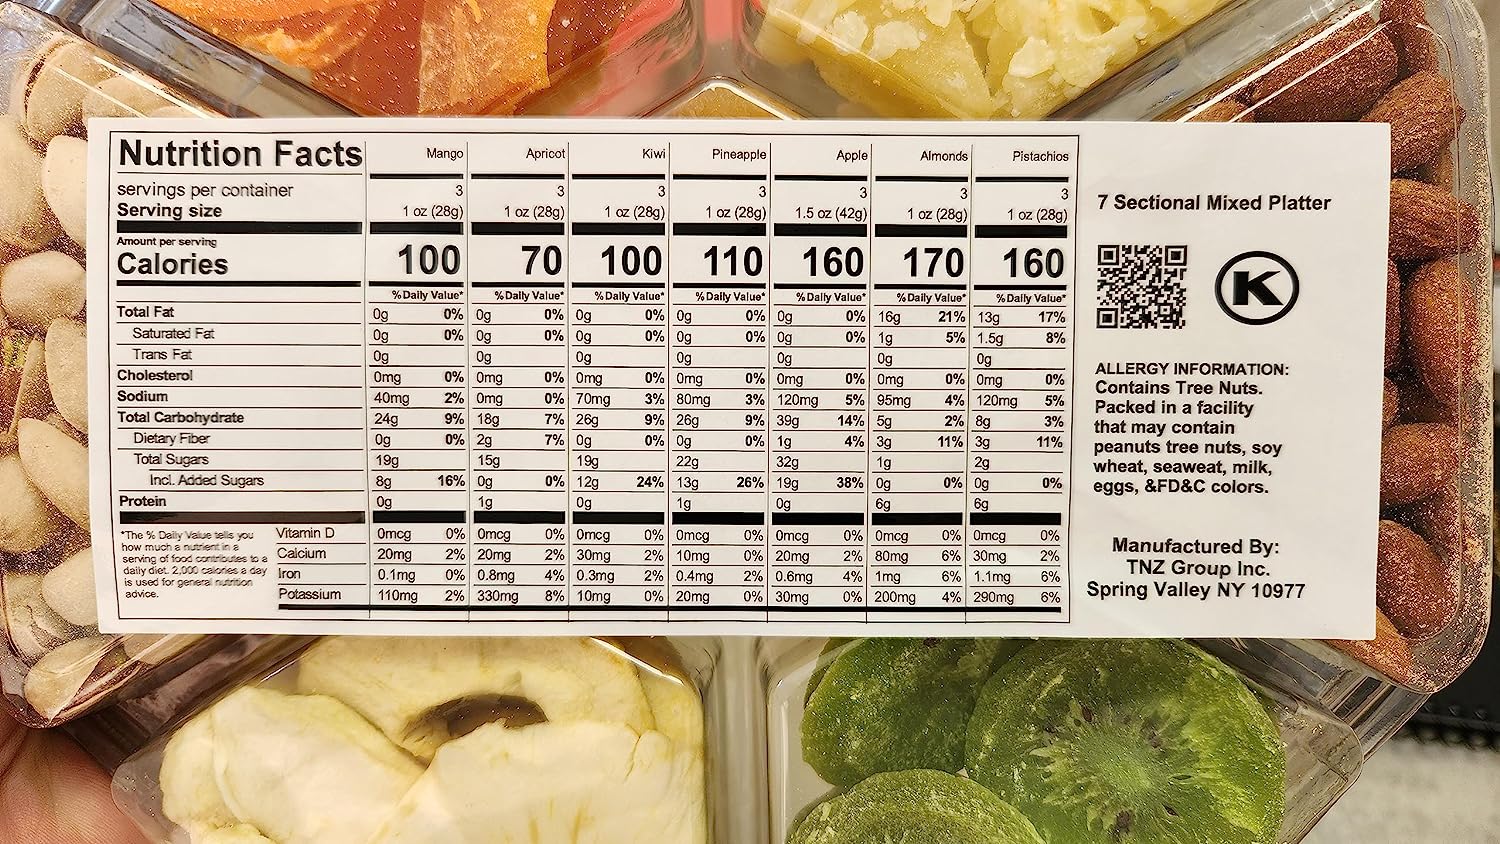 Nutrition Facts Mango Apricot Kiwi Pineapple Apple Almonds Pistachios
servings per container 3 3 3 3 3 3 3
Serving size 1 oz (28g) 1 oz (28g) 1 oz (28g) 1 oz (28g) 1.5 oz (42g) 1 oz (28g) 1 oz (28g)
Amount per serving
Calories 100 70 100 110 160 170 160
% Daily Value* % Daily Value* % Daily Value* % Daily Value* % Daily Value* % Daily Value* % Daily Value*
Total Fat 0g 0% 0g 0% 0g 0% 0g 0% 0g 0% 16g 21% 13g 17%
Saturated Fat 0g 0% 0g 0% 0g 0% 0g 0% 0g 0% 1g 5% 1.5g 8%
Trans Fat 0g 0g 0g 0g 0g 0g 0g
Cholesterol 0mg 0% 0mg 0% 0mg 0% 0mg 0% 0mg 0% 0mg 0% 0mg 0%
Sodium 40mg 2% 0mg 0% 70mg 3% 80mg 3% 120mg 5% 95mg 4% 120mg 5%
Total Carbohydrate 24g 9% 18g 7% 26g 9% 26g 9% 39g 14% 5g 2% 8g 3%
Dietary Fiber 0g 0% 2g 7% 0g 0% 0g 0% 1g 4% 3g 11% 3g 11%
Total Sugars 19g 15g 19g 22g 32g 1g 2g
Incl. Added Sugars 8g 16% 0g 0% 12g 24% 13g 26% 19g 38% 0g 0% 0g 0%
Protein 0g 1g 0g 1g 0g 6g 6g
Vitamin D 0mcg 0% 0mcg 0% 0mcg 0% 0mcg 0% 0mcg 0% 0mcg 0% 0mcg 0%
Calcium 20mg 2% 20mg 2% 30mg 2% 10mg 0% 20mg 2% 80mg 6% 30mg 2%
Iron 0.1mg 0% 0.8mg 4% 0.3mg 2% 0.4mg 2% 0.6mg 4% 1mg 6% 1.1mg 6%
Potassium 110mg 2% 330mg 8% 10mg 0% 20mg 0% 30mg 0% 200mg 4% 290mg 6%
*The % Daily Value tells you
how much a nutrient in a
serving of food contributes to a
daily diet. 2,000 calories a day
is used for general nutrition
advice.
7 Sectional Mixed Platter
K
ALLERGY INFORMATION:
Contains Tree Nuts.
Packed in a facility
that may contain
peanuts tree nuts, soy
wheat, seaweat, milk,
eggs, &FD&C colors.
Manufactured By:
TNZ Group Inc.
Spring Valley NY 10977